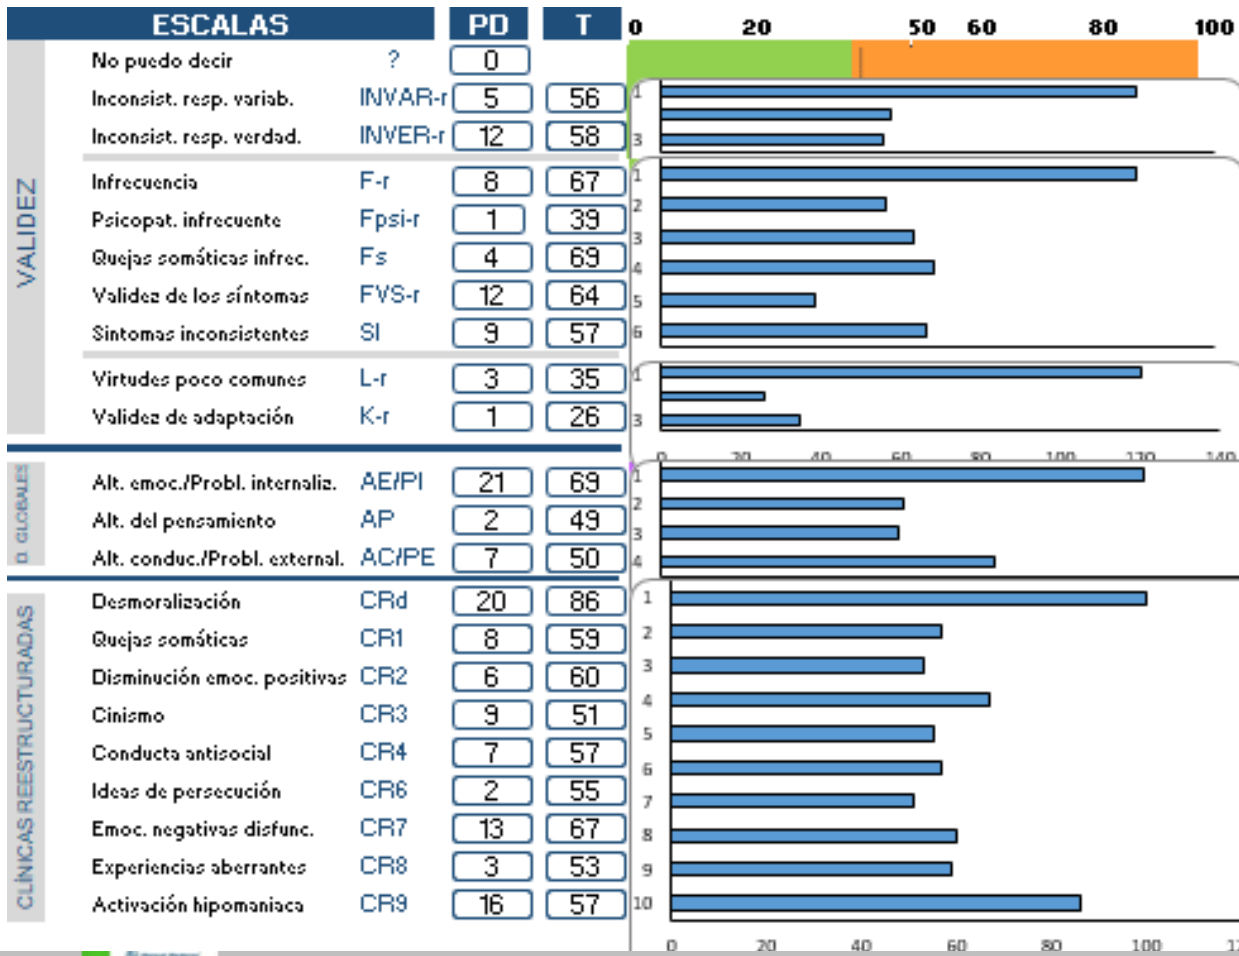 ESCALAS PD T 0 20 50 60 80 100
No puedo decir ? 0
Inconsist. resp. variab. INVAR-r 5 56
Inconsist. resp. verdad. INVER-r 12 58
1
3
VALIDEZ
Infrecuencia F-r 8 67
Psicopat. infrecuente Fpsi-r 1 39
Quejas somáticas infrec. Fs 4 69
Validez de los síntomas FVS-r 12 64
Sintomas inconsistentes SI 9 57
1
2
3
4
5
6
Virtudes poco comunes L-r 3 35
Validez de adaptación K-r 1 26
1
3
0 20 40 60 80 100 120 140
D. GLOBALES
Alt. emoc./Probl. internaliz. AE/PI 21 69
Alt. del pensamiento AP 2 49
Alt. conduc./Probl. external. AC/PE 7 50
1
2
3
4
CLÍNICAS REESTRUCTURADAS
Desmoralización CRd 20 86
Quejas somáticas CR1 8 59
Disminución emoc. positivas CR2 6 60
Cinismo CR3 9 51
Conducta antisocial CR4 7 57
Ideas de persecución CR6 2 55
Emoc. negativas disfunc. CR7 13 67
Experiencias aberrantes CR8 3 53
Activación hipomaniaca CR9 16 57
1
2
3
4
5
6
7
8
9
10
0 20 40 60 80 100